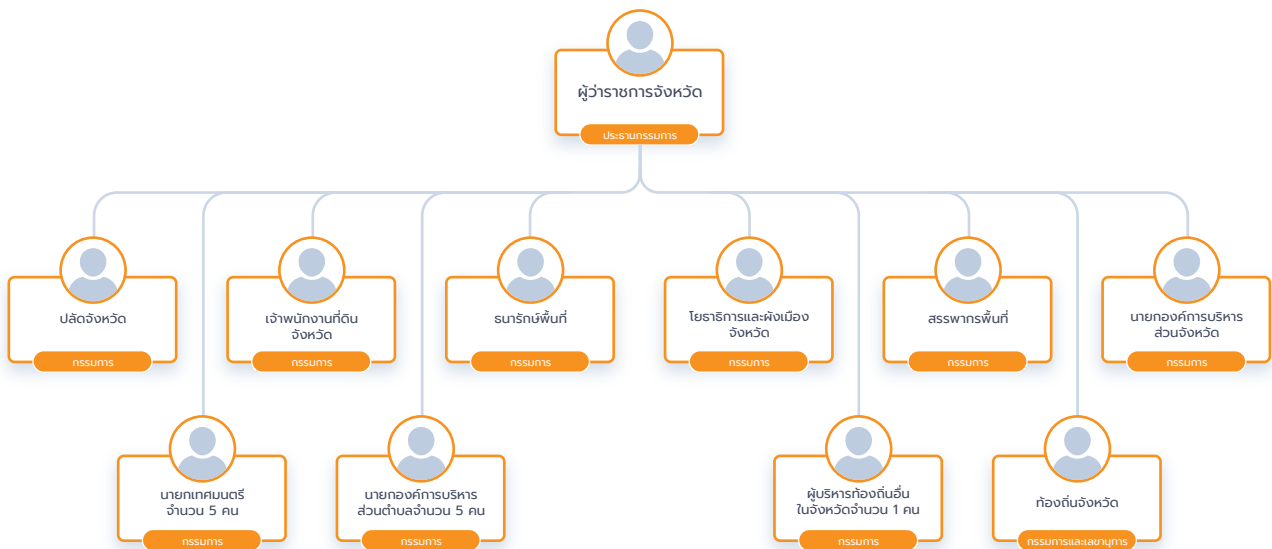 ผู้ว่าราชการจังหวัด
ประธานกรรมการ
ปลัดจังหวัด
กรรมการ
เจ้าพนักงานที่ดิน
จังหวัด
กรรมการ
ธนารักษ์พื้นที่
กรรมการ
โยธาธิการและผังเมือง
จังหวัด
กรรมการ
สรรพากรพื้นที่
กรรมการ
นายกองค์การบริหาร
ส่วนจังหวัด
กรรมการ
นายกเทศมนตรี
จำนวน 5 คน
กรรมการ
นายกองค์การบริหาร
ส่วนตำบลจำนวน 5 คน
กรรมการ
ผู้บริหารท้องถิ่นอื่น
ในจังหวัดจำนวน 1 คน
กรรมการ
ท้องถิ่นจังหวัด
กรรมการและเลขานุการ